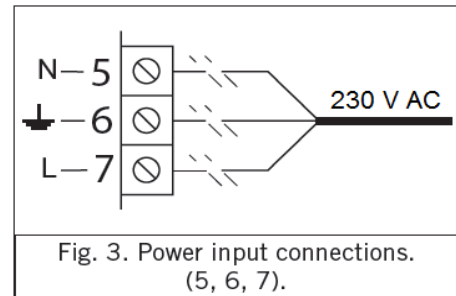 N 5
230 V AC
6
L 7
Fig. 3. Power input connections.
(5, 6, 7).